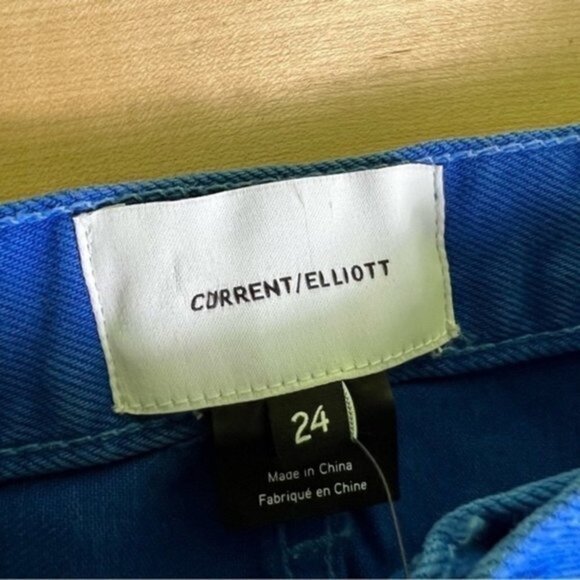 CURRENT/ELLIOTT
24
Made in China
Fabriqué en Chine